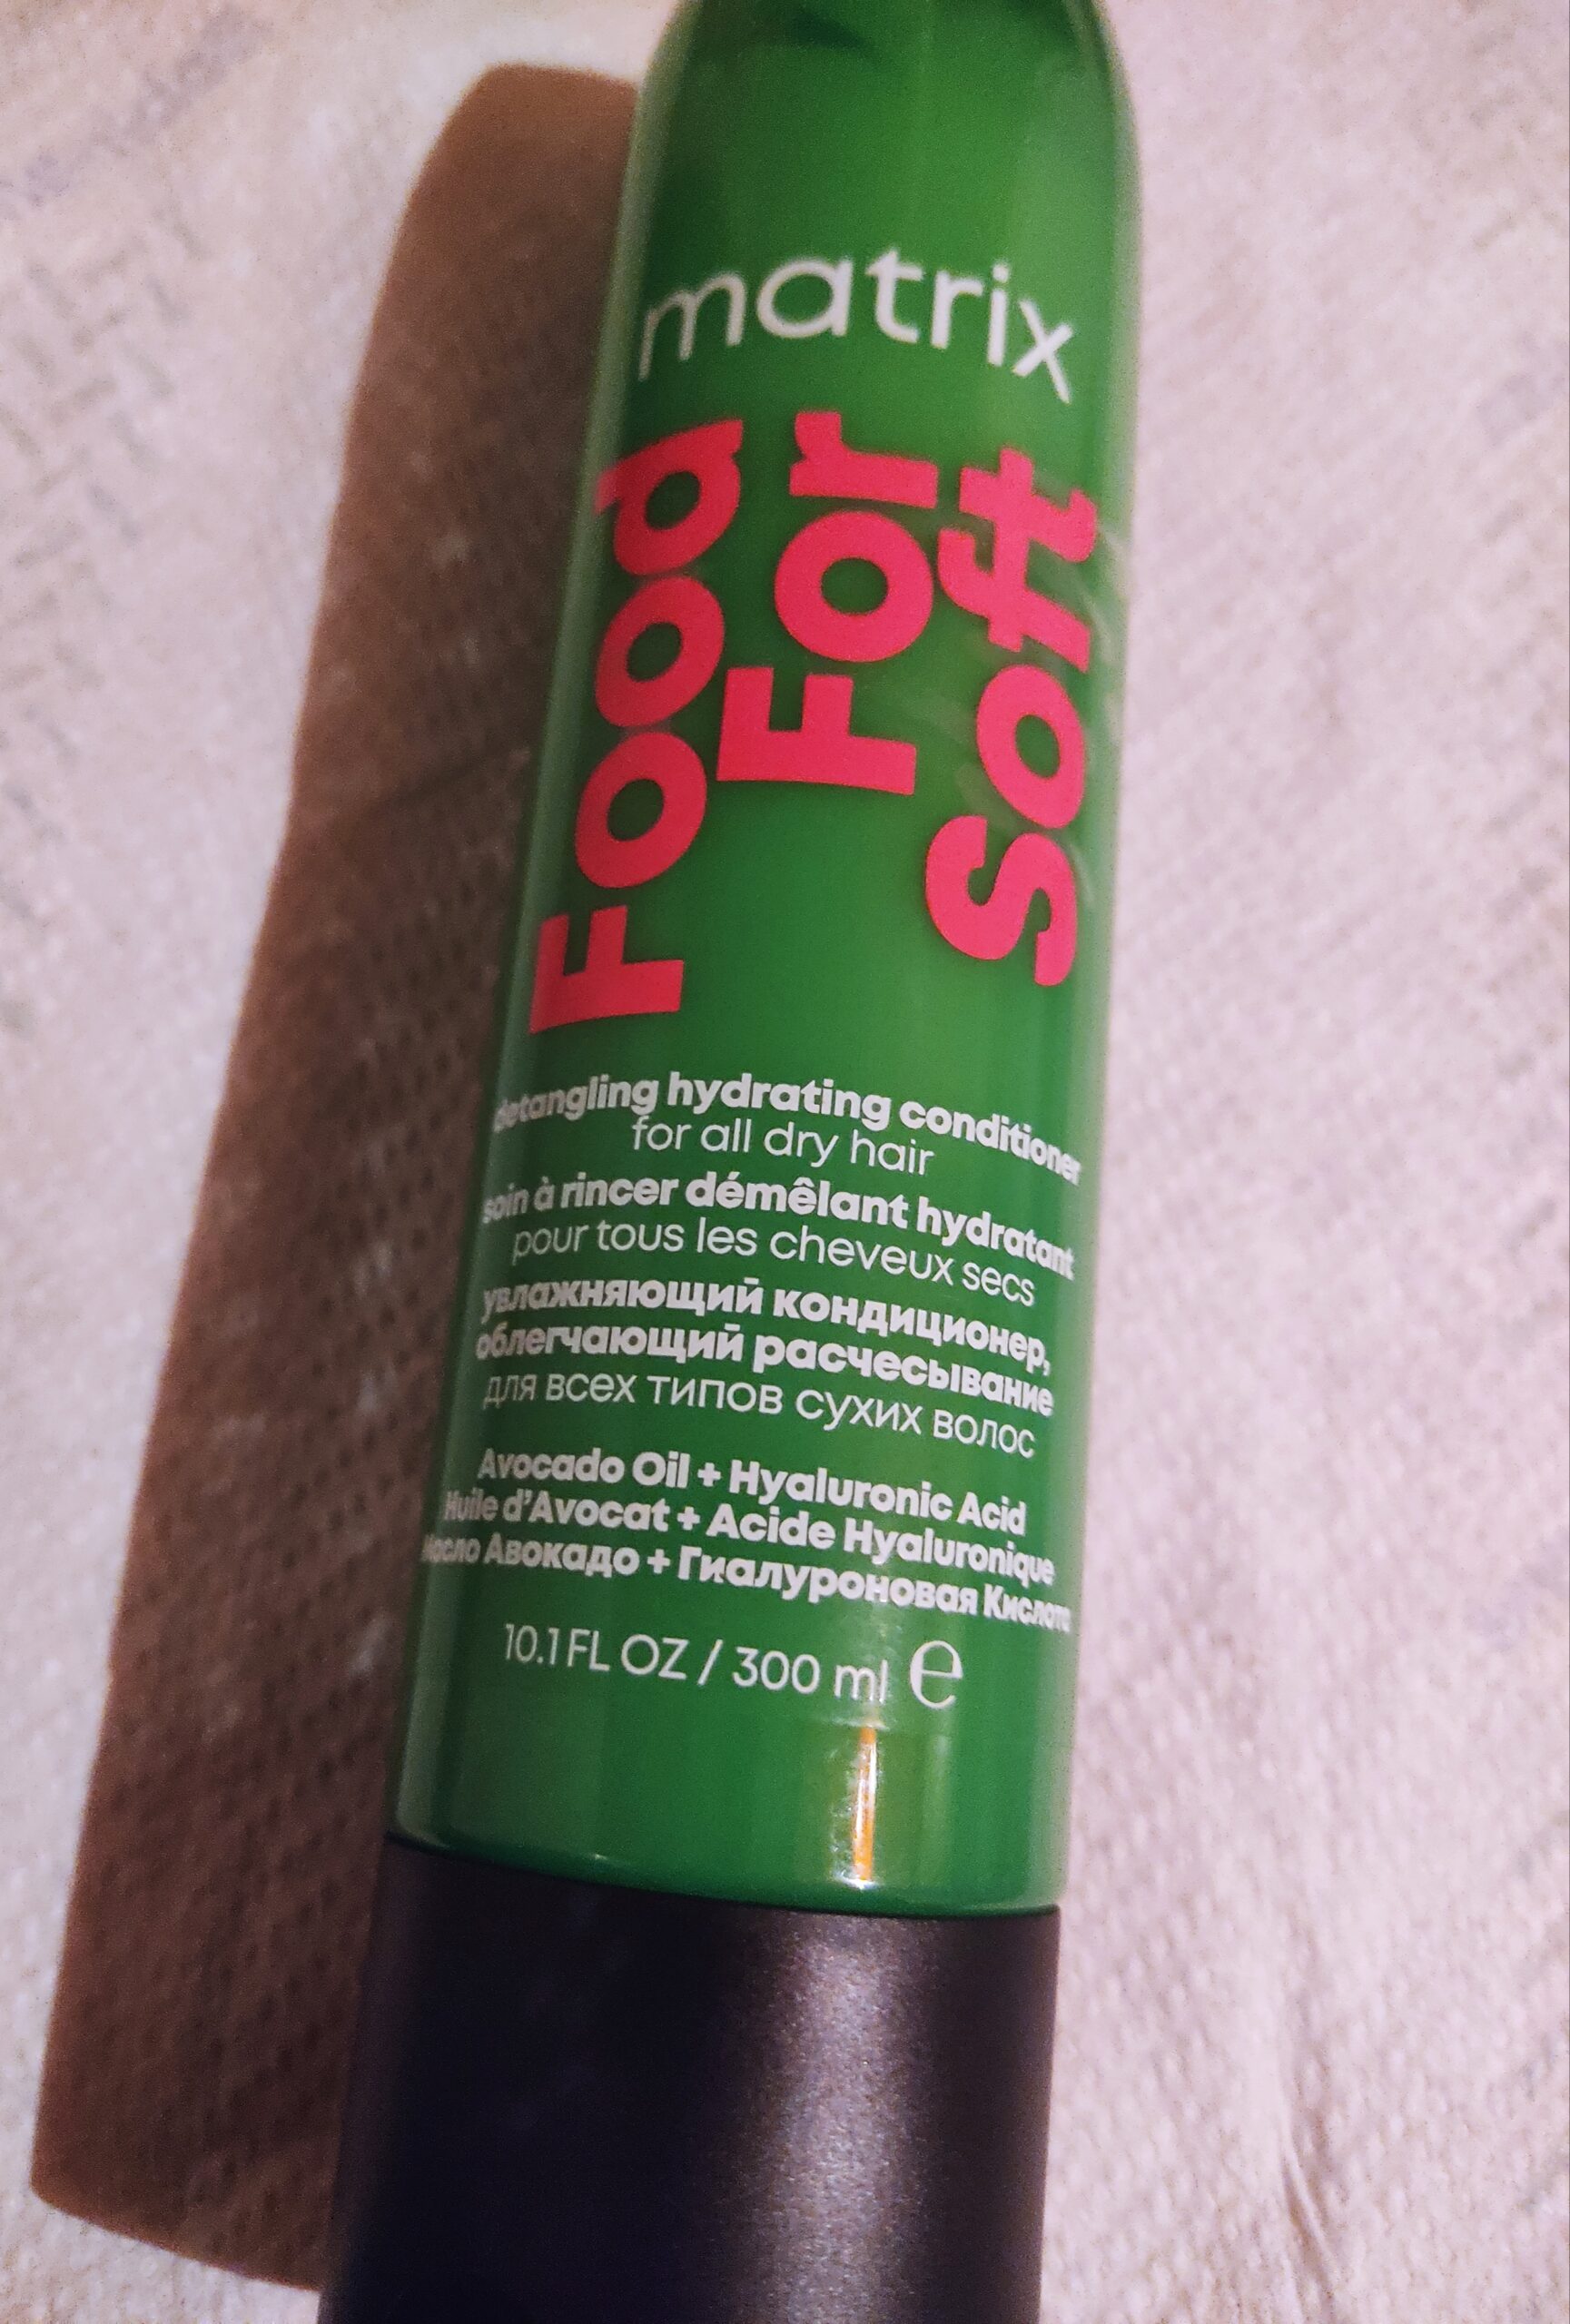 matrix
Food
For
Soft
detangling hydrating conditioner
for all dry hair
soin à rincer démêlant hydratant
pour tous les cheveux secs
увлажняющий кондиционер,
облегчающий расчесывание
для всех типов сухих волос
Avocado Oil + Hyaluronic Acid
Huile d'Avocat + Acide Hyaluronique
Масло Авокадо + Гиалуроновая Кислота
10.1 FL OZ / 300 ml e